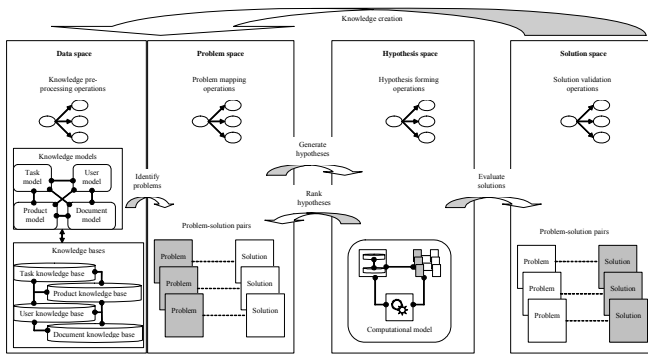 Knowledge creation
Data space
Knowledge pre-
processing operations
Knowledge models
Task
model
User
model
Product
model
Document
model
Knowledge bases
Task knowledge base
Product knowledge base
User knowledge base
Document knowledge base
Identify
problems
Problem space
Problem mapping
operations
Problem-solution pairs
Problem
Solution
Problem
Solution
Problem
Solution
Generate
hypotheses
Rank
hypotheses
Hypothesis space
Hypothesis forming
operations
Computational model
Evaluate
solutions
Solution space
Solution validation
operations
Problem-solution pairs
Problem
Solution
Problem
Solution
Problem
Solution